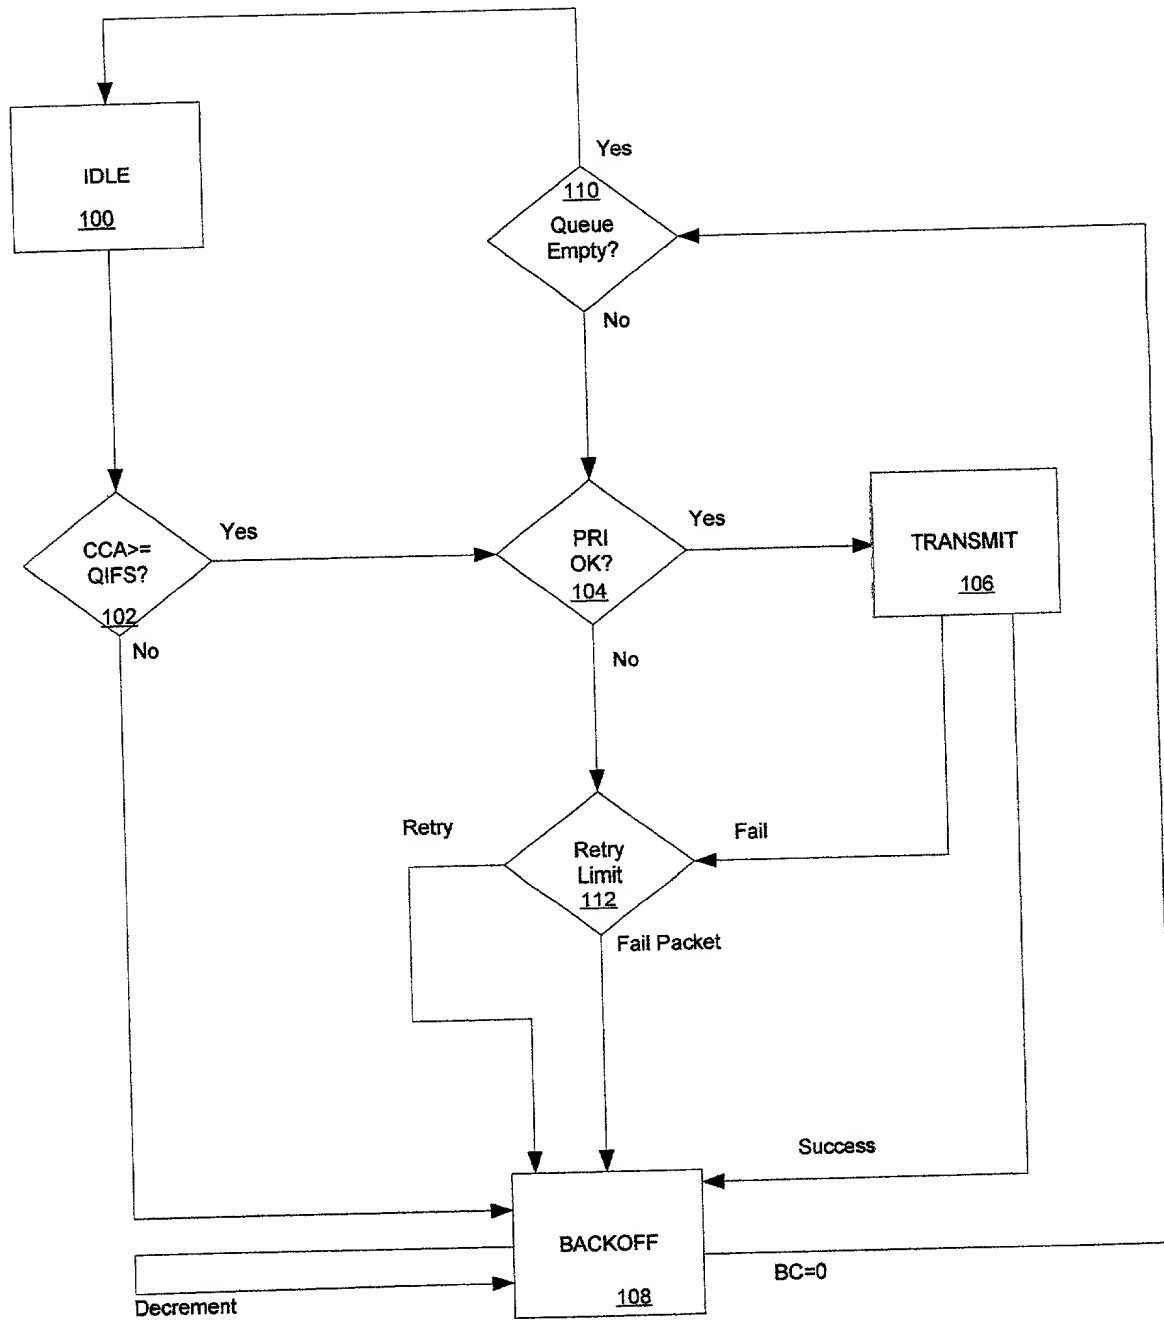 Yes
IDLE
100
110
Queue
Empty?
No
CCA>=
QIFS?
102
Yes
No
PRI
OK?
104
Yes
No
TRANSMIT
106
Retry
Retry
Limit
112
Fail
Fail Packet
Success
BACKOFF
108
BC=0
Decrement